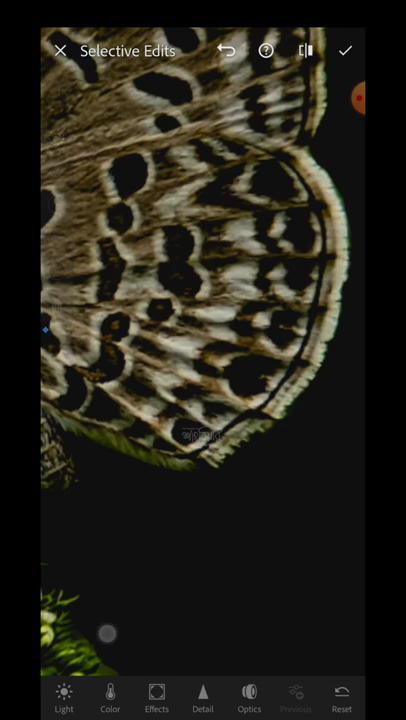 Selective Edits
Light
Color
Effects
Detail
Optics
Previous
Reset